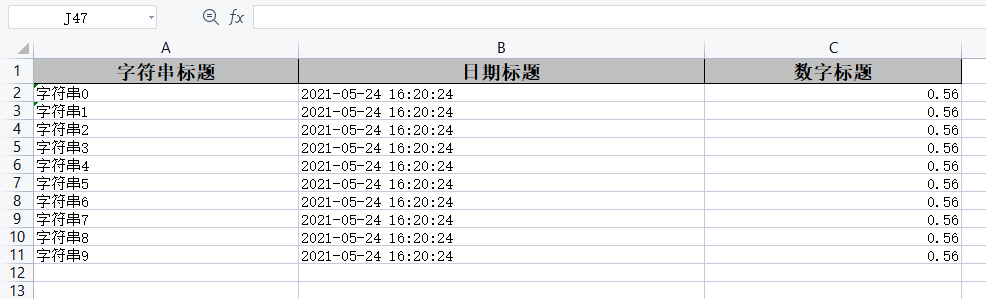 J47 fx
A B C
1 字符串标题 日期标题 数字标题
2 字符串0 2021-05-24 16:20:24 0.56
3 字符串1 2021-05-24 16:20:24 0.56
4 字符串2 2021-05-24 16:20:24 0.56
5 字符串3 2021-05-24 16:20:24 0.56
6 字符串4 2021-05-24 16:20:24 0.56
7 字符串5 2021-05-24 16:20:24 0.56
8 字符串6 2021-05-24 16:20:24 0.56
9 字符串7 2021-05-24 16:20:24 0.56
10 字符串8 2021-05-24 16:20:24 0.56
11 字符串9 2021-05-24 16:20:24 0.56
12
13